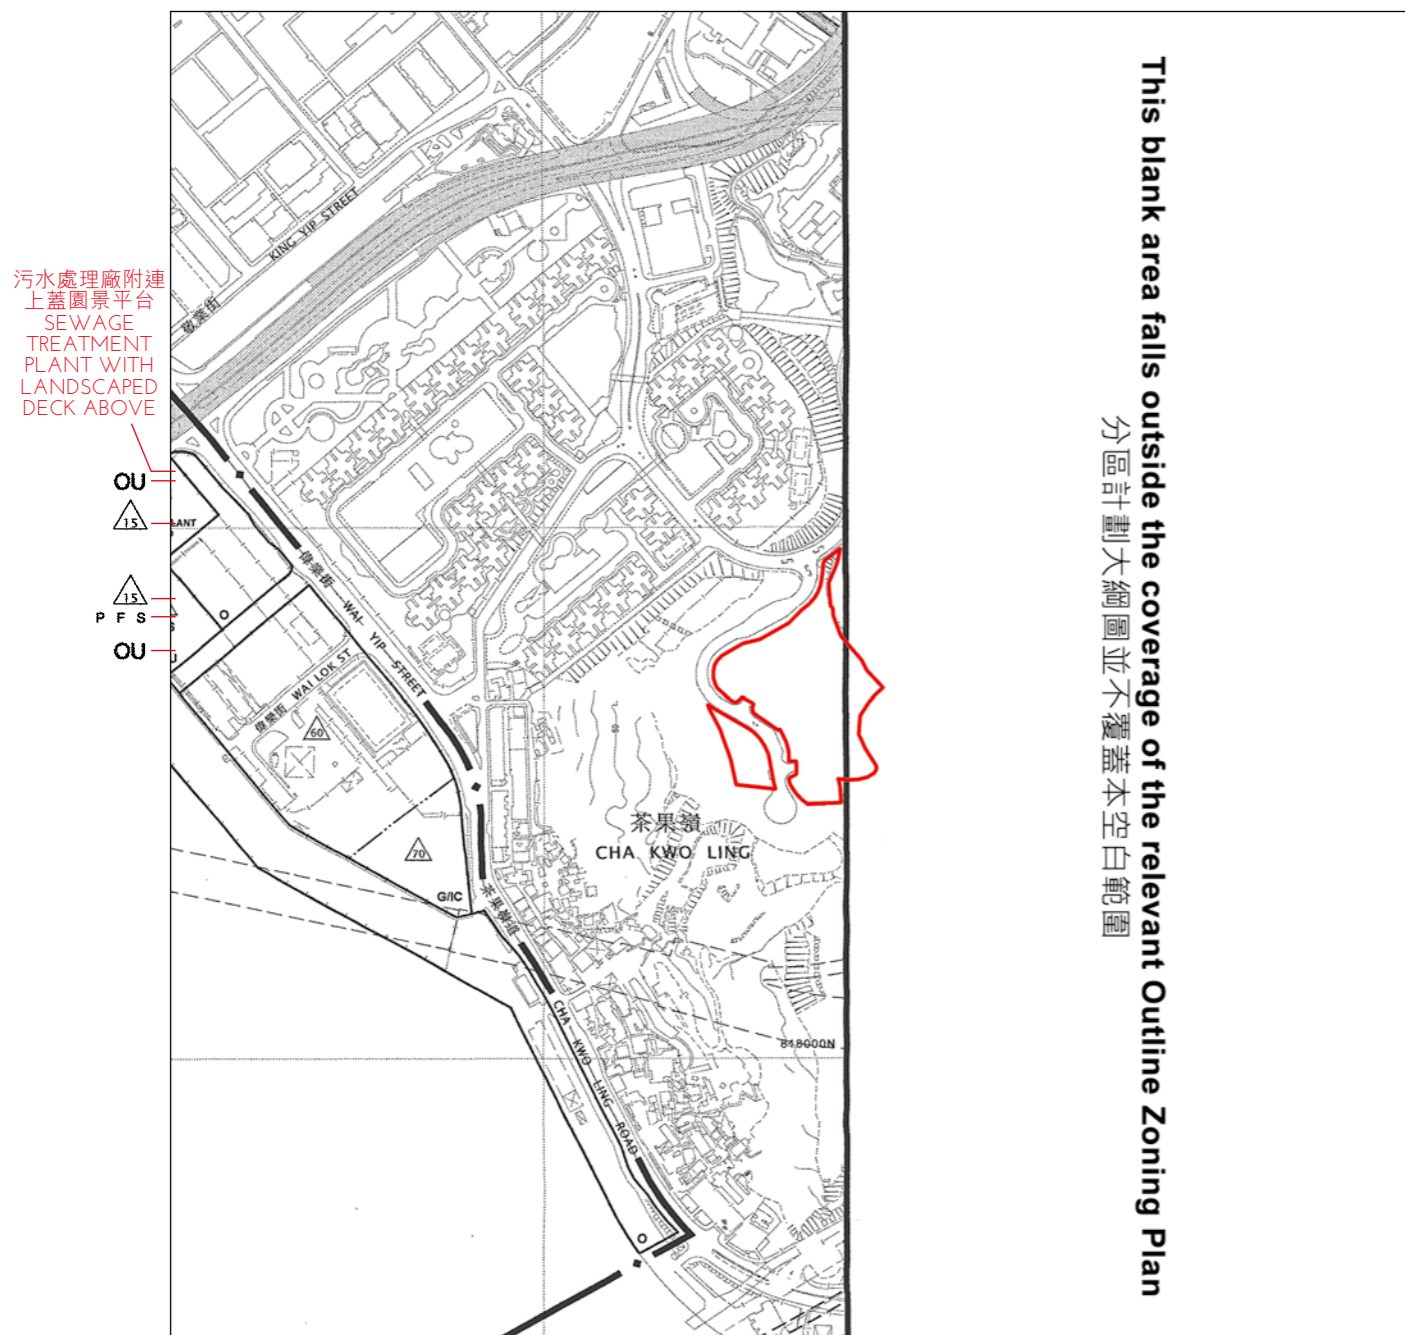 This blank area falls outside the coverage of the relevant Outline Zoning Plan
分區計劃大綱圖並不覆蓋本空白範圍
KING YIP STREET
敬業街
污水處理廠附連
上蓋園景平台
SEWAGE
TREATMENT
PLANT WITH
LANDSCAPED
DECK ABOVE
OU
15
LANT
15
P F S
S
OU
U
O
偉業街
WAI YIP STREET
偉樂街 WAI LOK ST
60
60
70
G/IC
茶果嶺
CHA KWO LING
茶果嶺道
CHA KWO LING ROAD
818000N
O